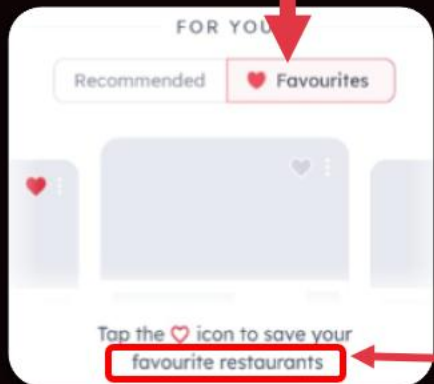 FOR YOU
Recommended Favourites
Tap the icon to save your
favourite restaurants